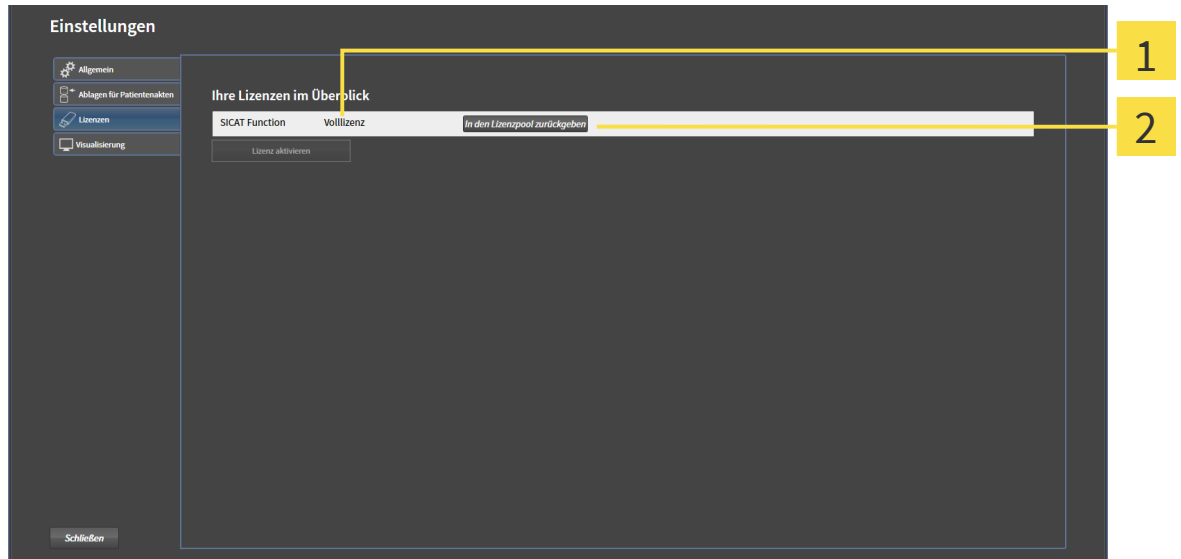 Einstellungen
Allgemein
Ablagen für Patientenakten
Lizenzen
Visualisierung
Ihre Lizenzen im Überblick
SICAT Function Volllizenz In den Lizenzpool zurückgeben
Lizenz aktivieren
Schließen
1
2